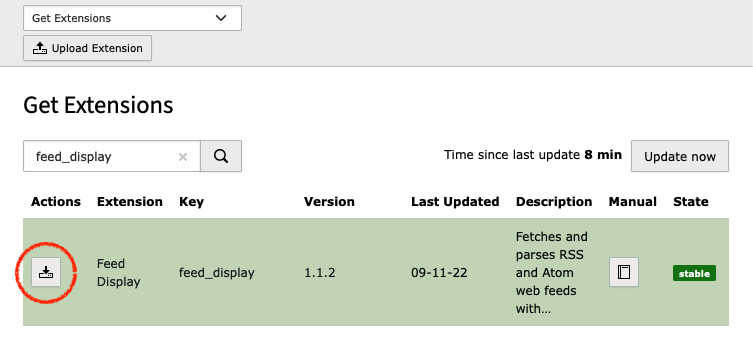 Get Extensions
Upload Extension
Get Extensions
feed_display
Time since last update 8 min
Update now
Actions Extension Key Version Last Updated Description Manual State
Feed
Display
feed_display
1.1.2
09-11-22
Fetches and
parses RSS
and Atom
web feeds
with…
stable